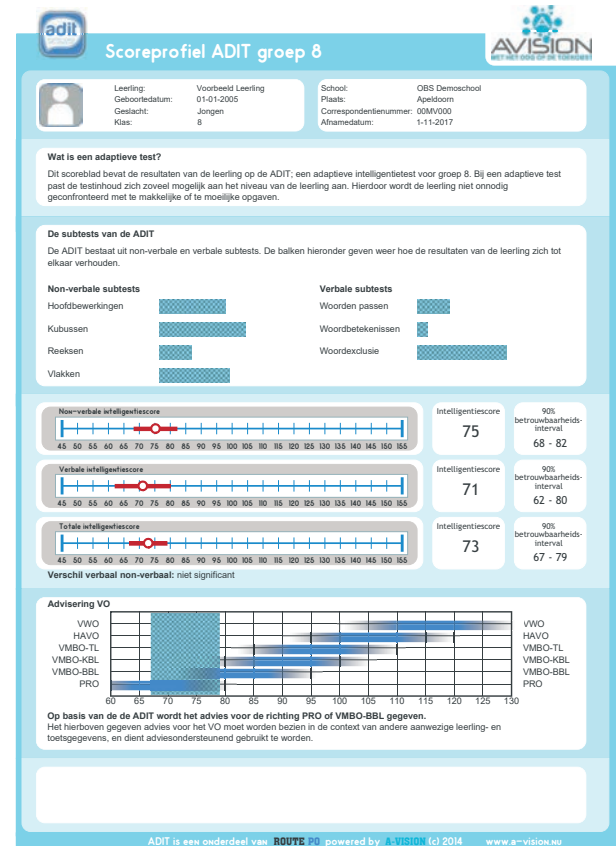 adit
Scoreprofiel ADIT groep 8
AVISION
MET HET OOG OP DE TOEKOMST
Leerling: Voorbeeld Leerling
Geboortedatum: 01-01-2005
Geslacht: Jongen
Klas: 8
School: OBS Demoschool
Plaats: Apeldoorn
Correspondentienummer: 00MV000
Afnamedatum: 1-11-2017
Wat is een adaptieve test?
Dit scoreblad bevat de resultaten van de leerling op de ADIT; een adaptieve intelligentietest voor groep 8. Bij een adaptieve test
past de testinhoud zich zoveel mogelijk aan het niveau van de leerling aan. Hierdoor wordt de leerling niet onnodig
geconfronteerd met te makkelijke of te moeilijke opgaven.
De subtests van de ADIT
De ADIT bestaat uit non-verbale en verbale subtests. De balken hieronder geven weer hoe de resultaten van de leerling zich tot
elkaar verhouden.
Non-verbale subtests
Hoofdbewerkingen
Kubussen
Reeksen
Vlakken
Verbale subtests
Woorden passen
Woordbetekenissen
Woordexclusie
Non-verbale intelligentiescore
45 50 55 60 65 70 75 80 85 90 95 100 105 110 115 120 125 130 135 140 145 150 155
Intelligentiescore
75
90%
betrouwbaarheids-
interval
68 - 82
Verbale intelligentiescore
45 50 55 60 65 70 75 80 85 90 95 100 105 110 115 120 125 130 135 140 145 150 155
Intelligentiescore
71
90%
betrouwbaarheids-
interval
62 - 80
Totale intelligentiescore
45 50 55 60 65 70 75 80 85 90 95 100 105 110 115 120 125 130 135 140 145 150 155
Intelligentiescore
73
90%
betrouwbaarheids-
interval
67 - 79
Verschil verbaal non-verbaal: niet significant
Advisering VO
VWO VWO
HAVO HAVO
VMBO-TL VMBO-TL
VMBO-KBL VMBO-KBL
VMBO-BBL VMBO-BBL
PRO PRO
60 65 70 75 80 85 90 95 100 105 110 115 120 125 130
Op basis van de de ADIT wordt het advies voor de richting PRO of VMBO-BBL gegeven.
Het hierboven gegeven advies voor het VO moet worden bezien in de context van andere aanwezige leerling- en
toetsgegevens, en dient adviesondersteunend gebruikt te worden.
ADIT is een onderdeel van ROUTE PO powered by A-VISION (c) 2014 www.a-vision.nu